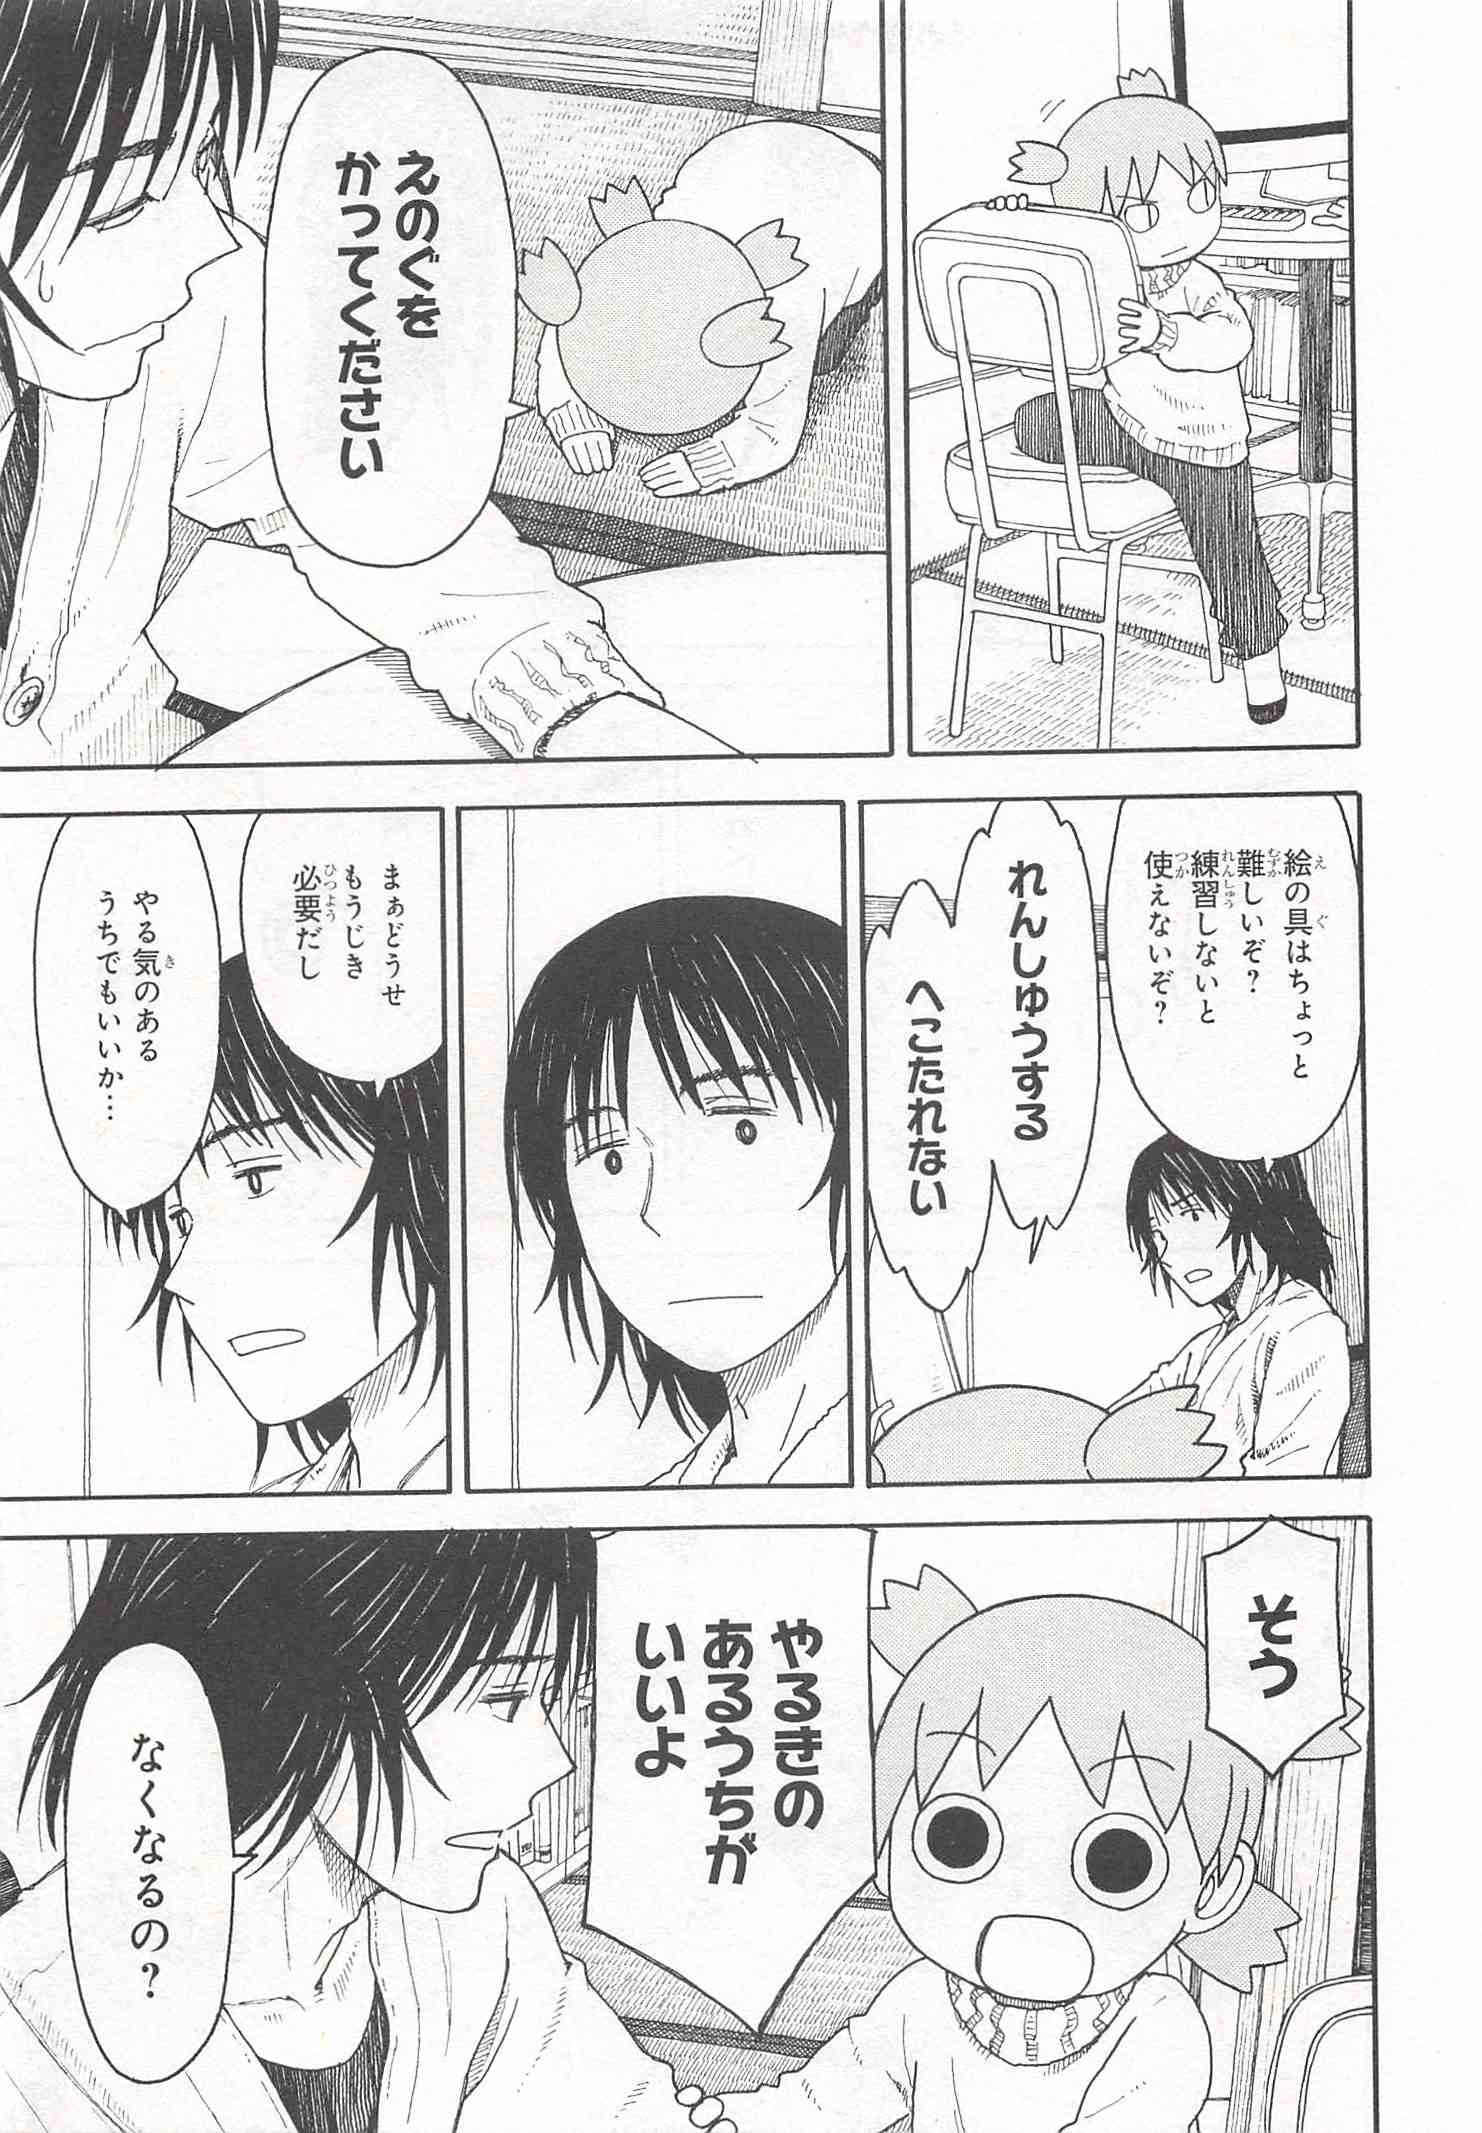 えのぐを
かってください
絵の具はちょっと
難しいぞ?
練習しないと
使えないぞ?
れんしゅうする
へこたれない
まぁどうせ
もうじき
必要だし
やる気のある
うちでもいいか…
そう
やるきの
あるうちが
いいよ
なくなるの?